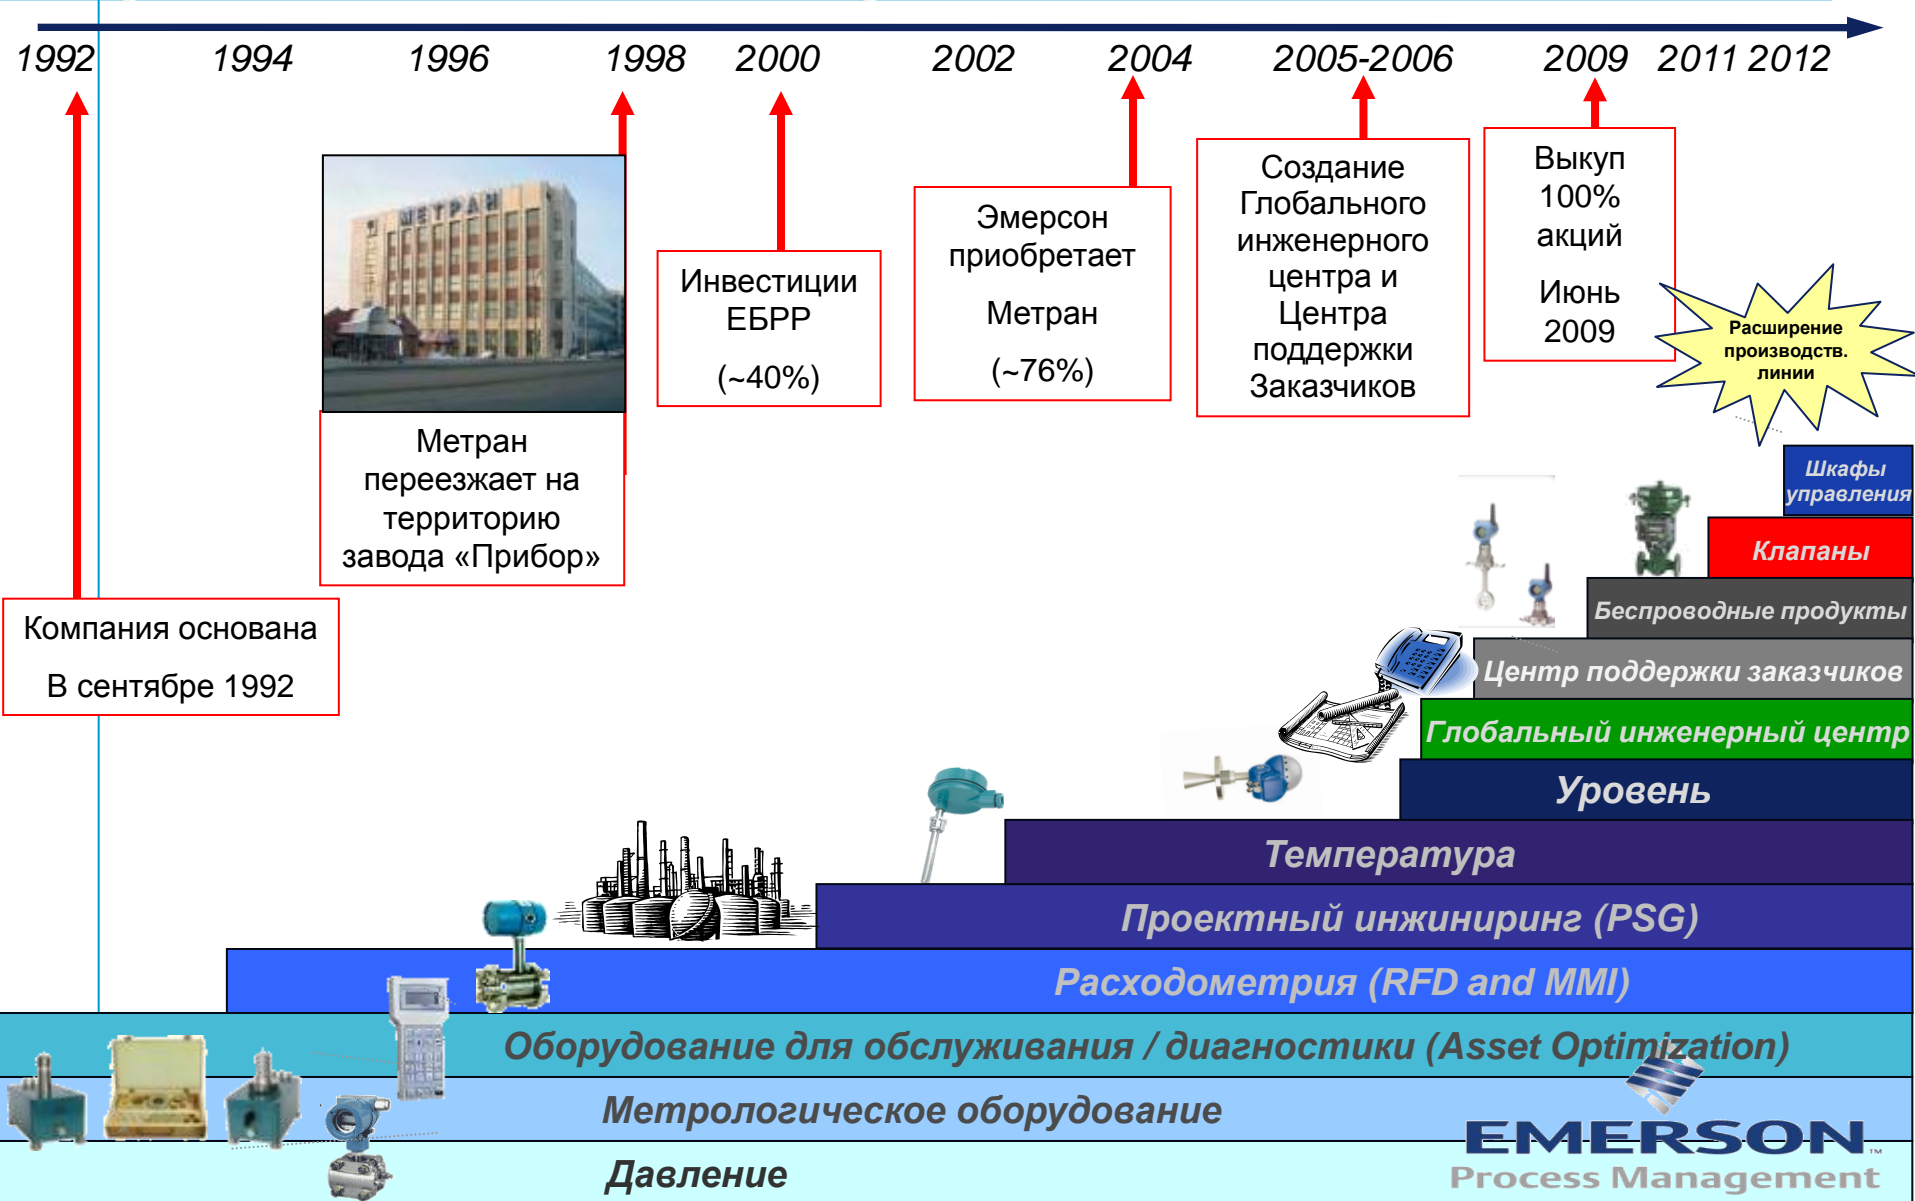 1992 1994 1996 1998 2000 2002 2004 2005-2006 2009 2011 2012
МЕТРАН
Метран
переезжает на
территорию
завода «Прибор»
Компания основана
В сентябре 1992
Инвестиции
ЕБРР
(~40%)
Эмерсон
приобретает
Метран
(~76%)
Создание
Глобального
инженерного
центра и
Центра
поддержки
Заказчиков
Выкуп
100%
акций
Июнь
2009
Расширение
производств.
линии
Шкафы
управления
Клапаны
Беспроводные продукты
Центр поддержки заказчиков
Глобальный инженерный центр
Уровень
Температура
Проектный инжиниринг (PSG)
Расходометрия (RFD and MMI)
Оборудование для обслуживания / диагностики (Asset Optimization)
Метрологическое оборудование
Давление
EMERSON™
Process Management